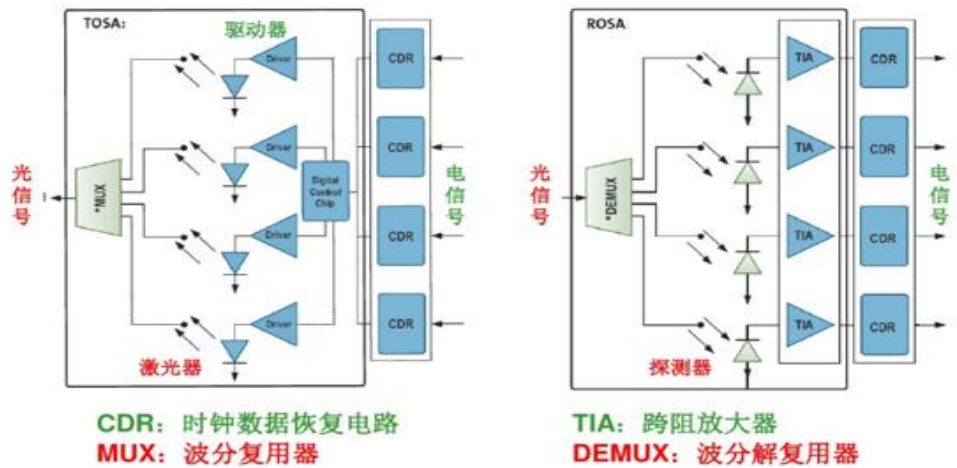 TOSA:
驱动器
Driver
CDR
Driver
CDR
光信号
*MUX
Digital
Control
Chip
电信号
Driver
CDR
Driver
CDR
激光器
CDR：时钟数据恢复电路
MUX：波分复用器
ROSA
TIA
CDR
TIA
CDR
光信号
*DEMUX
电信号
TIA
CDR
TIA
CDR
探测器
TIA：跨阻放大器
DEMUX：波分解复用器